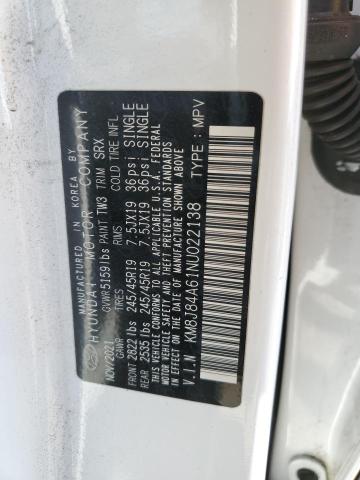 MANUFACTURED IN KOREA BY
HYUNDAI MOTOR COMPANY
NOV/2021 GVWR 5159 lbs PAINT TW3 TRIM SRX
GAWR TIRES RIMS COLD TIRE INFL
FRONT 2822 lbs 245/45R19 7.5JX19 36psi SINGLE
REAR 2535 lbs 245/45R19 7.5JX19 36psi SINGLE
THIS VEHICLE CONFORMS TO ALL APPLICABLE U.S. FEDERAL
MOTOR VEHICLE SAFETY, BUMPER, AND THEFT
PREVENTION STANDARDS IN EFFECT ON THE DATE OF
MANUFACTURE SHOWN ABOVE.
V.I.N KM8J84A61NU022138 TYPE: MPV